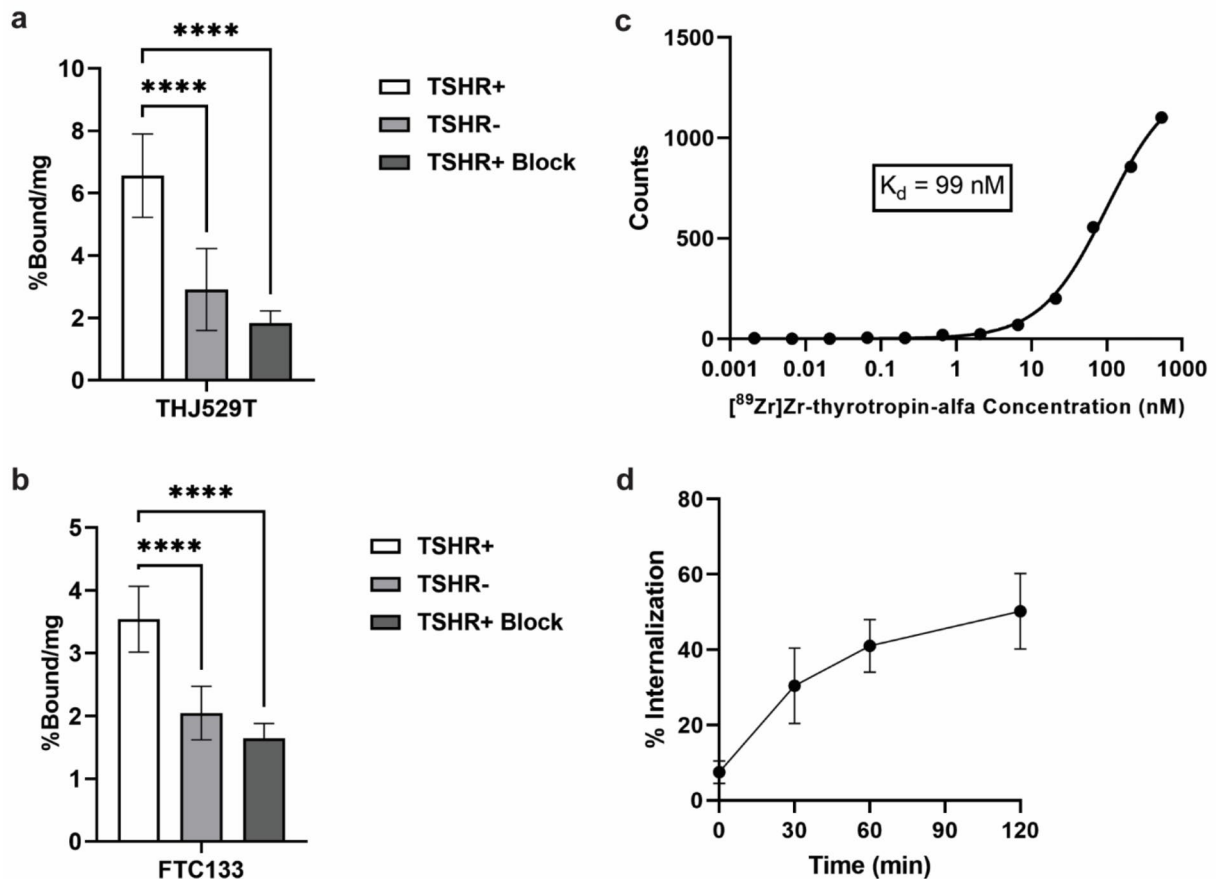 a
****
****
10
8
6
4
2
0
%Bound/mg
THJ529T
TSHR+
TSHR-
TSHR+ Block
b
****
****
5
4
3
2
1
0
%Bound/mg
FTC133
TSHR+
TSHR-
TSHR+ Block
c
1500
1000
500
0
Counts
K_d = 99 nM
0.001 0.01 0.1 1 10 100 1000
[⁸⁹Zr]Zr-thyrotropin-alfa Concentration (nM)
d
80
60
40
20
0
% Internalization
0 30 60 90 120
Time (min)